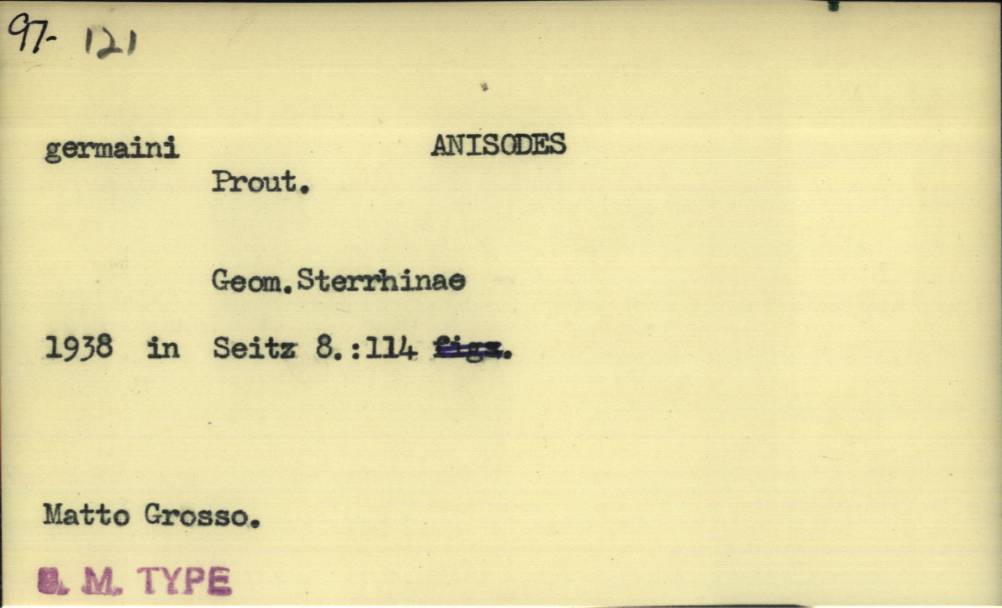 97- 121
germaini ANISODES
Prout.
Geom.Sterrhinae
1938 in Seitz 8.:114 figs.
Matto Grosso.
B. M. TYPE